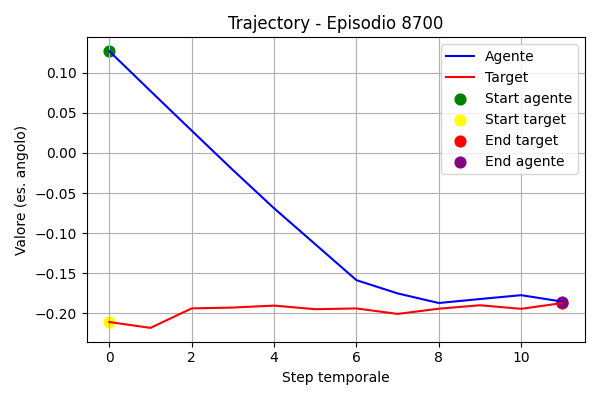 Trajectory - Episodio 8700
Agente
Target
Start agente
Start target
End target
End agente
Valore (es. angolo)
0.10
0.05
0.00
−0.05
−0.10
−0.15
−0.20
0 2 4 6 8 10
Step temporale